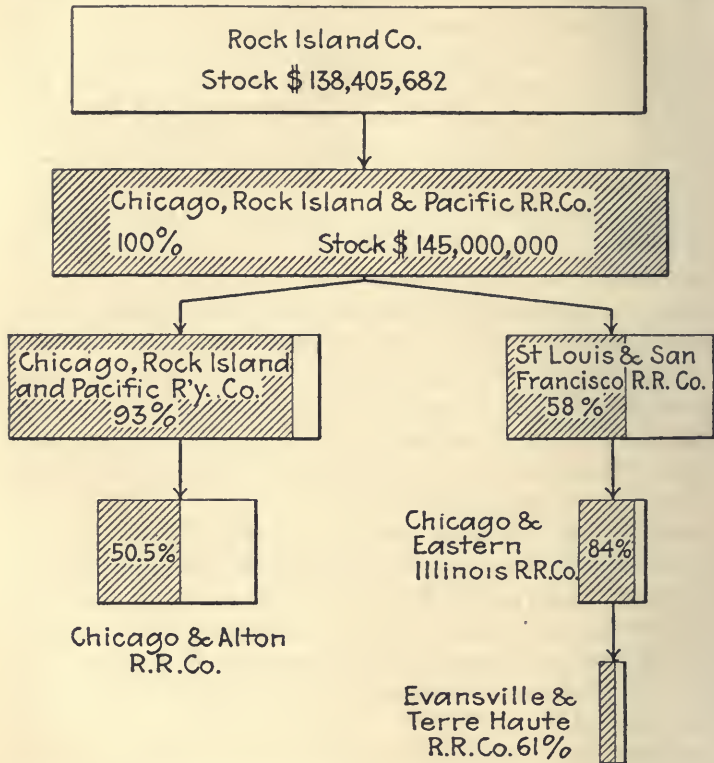 Rock Island Co.
Stock $138,405,682
Chicago, Rock Island & Pacific R.R.Co.
100% Stock $145,000,000
Chicago, Rock Island
and Pacific R'y. Co.
93%
St Louis & San
Francisco R.R. Co.
58%
50.5%
Chicago & Alton
R.R.Co.
Chicago &
Eastern
Illinois R.R.Co.
84%
Evansville &
Terre Haute
R.R.Co. 61%